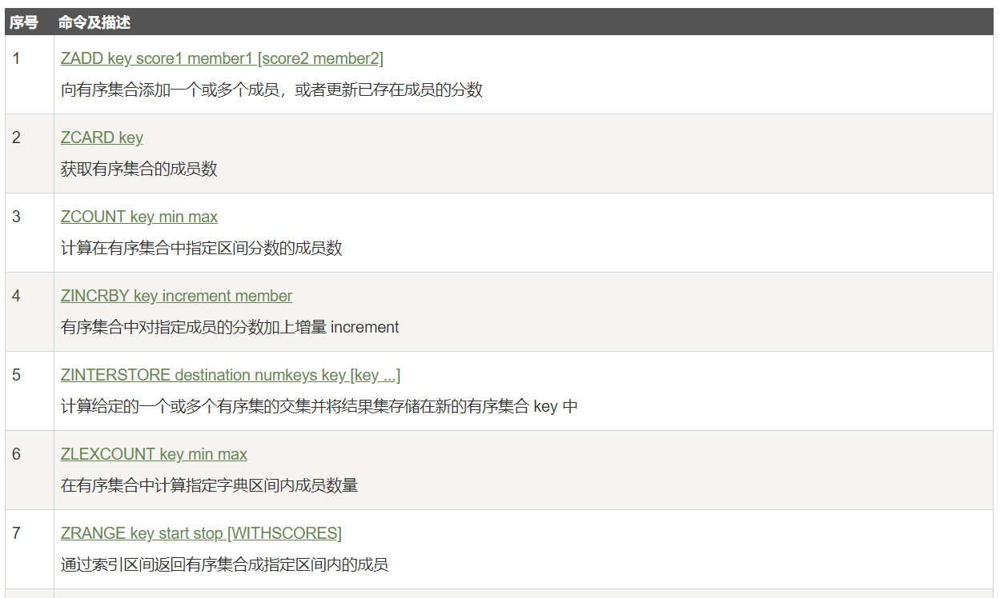 序号 命令及描述
1 ZADD key score1 member1 [score2 member2]
向有序集合添加一个或多个成员，或者更新已存在成员的分数
2 ZCARD key
获取有序集合的成员数
3 ZCOUNT key min max
计算在有序集合中指定区间分数的成员数
4 ZINCRBY key increment member
有序集合中对指定成员的分数加上增量 increment
5 ZINTERSTORE destination numkeys key [key ...]
计算给定的一个或多个有序集的交集并将结果集存储在新的有序集合 key 中
6 ZLEXCOUNT key min max
在有序集合中计算指定字典区间内成员数量
7 ZRANGE key start stop [WITHSCORES]
通过索引区间返回有序集合成指定区间内的成员